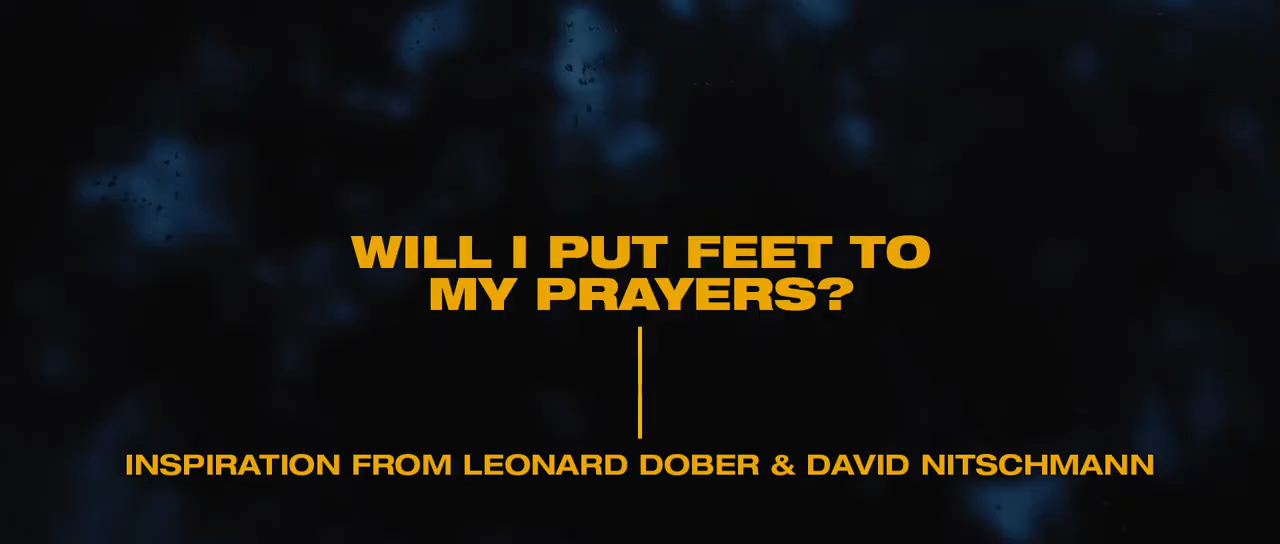 WILL I PUT FEET TO
MY PRAYERS?
INSPIRATION FROM LEONARD DOBER & DAVID NITSCHMANN